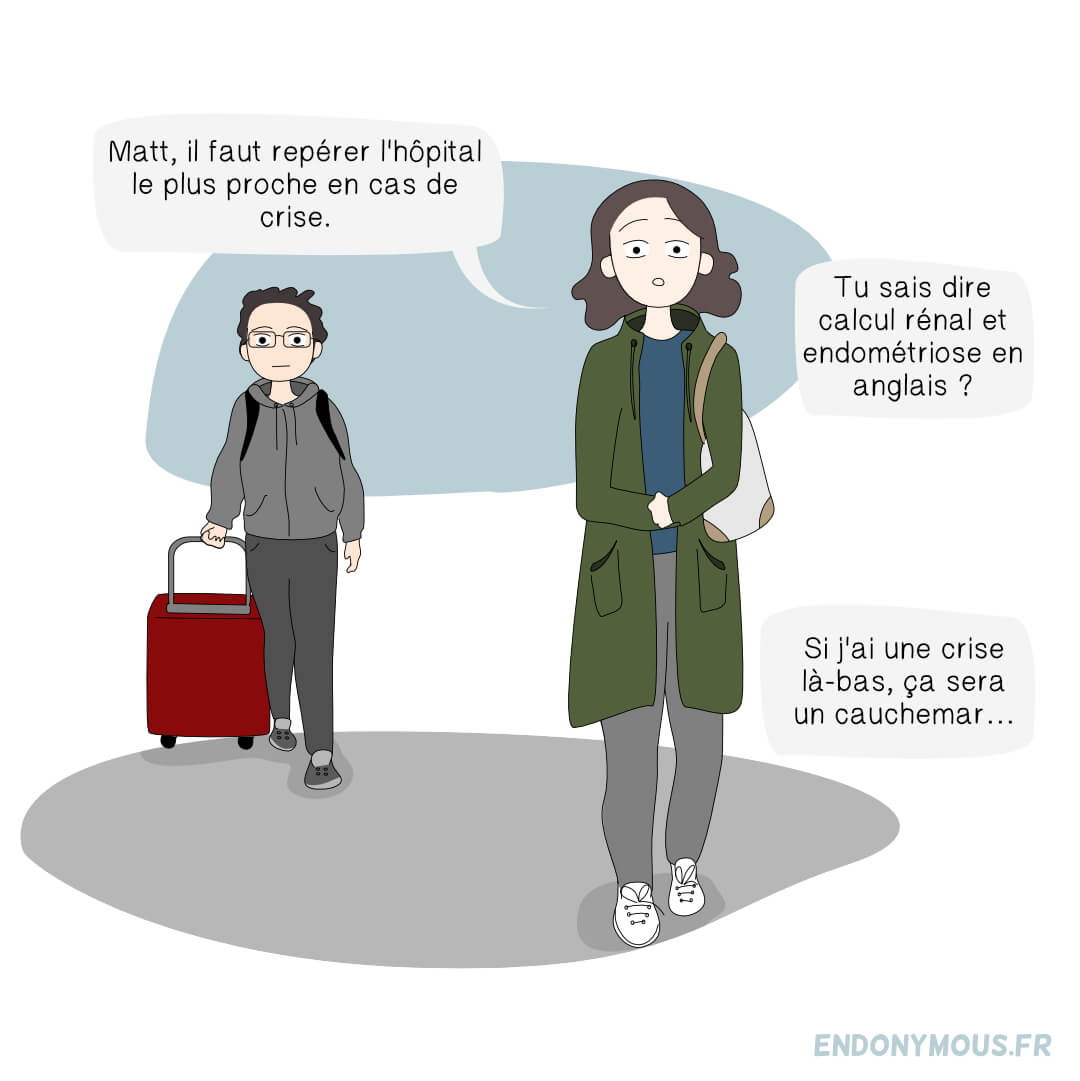 Matt, il faut repérer l'hôpital
le plus proche en cas de
crise.
Tu sais dire
calcul rénal et
endométriose en
anglais ?
Si j'ai une crise
là-bas, ça sera
un cauchemar...
ENDONYMOUS.FR